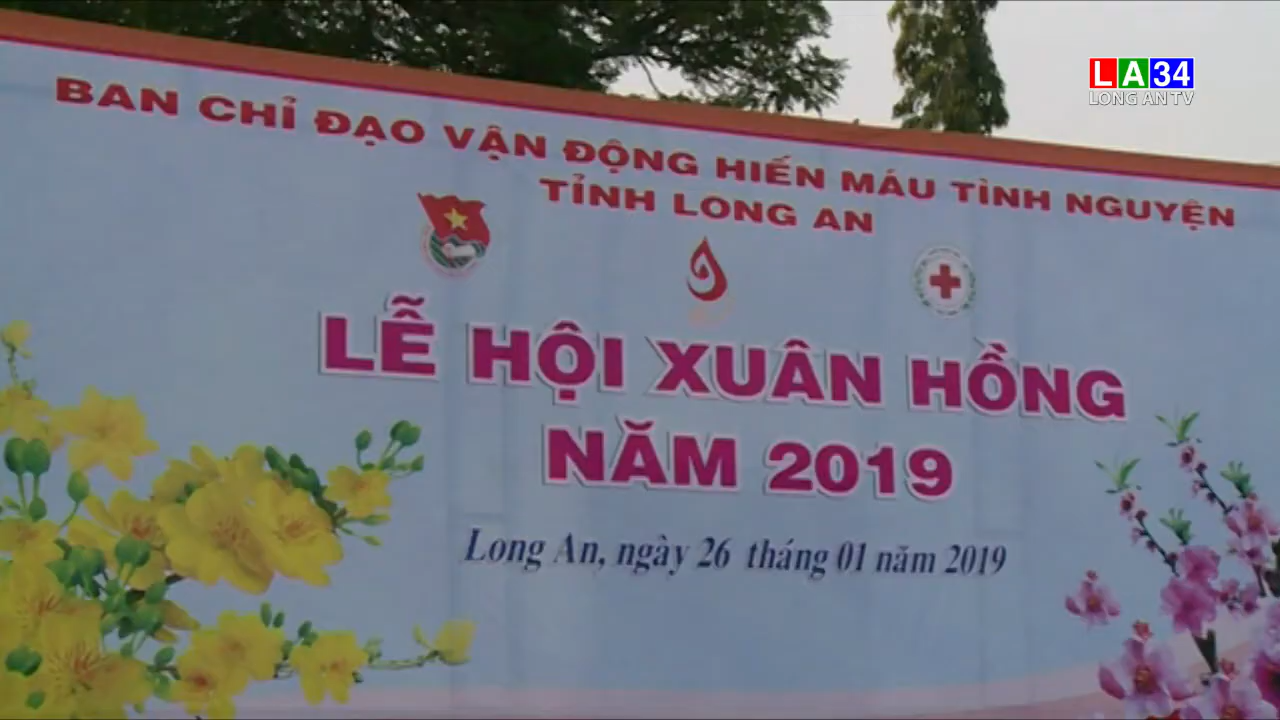 LA34
LONG AN TV
BAN CHỈ ĐẠO VẬN ĐỘNG HIẾN MÁU TÌNH NGUYỆN
TỈNH LONG AN
LỄ HỘI XUÂN HỒNG
NĂM 2019
Long An, ngày 26 tháng 01 năm 2019